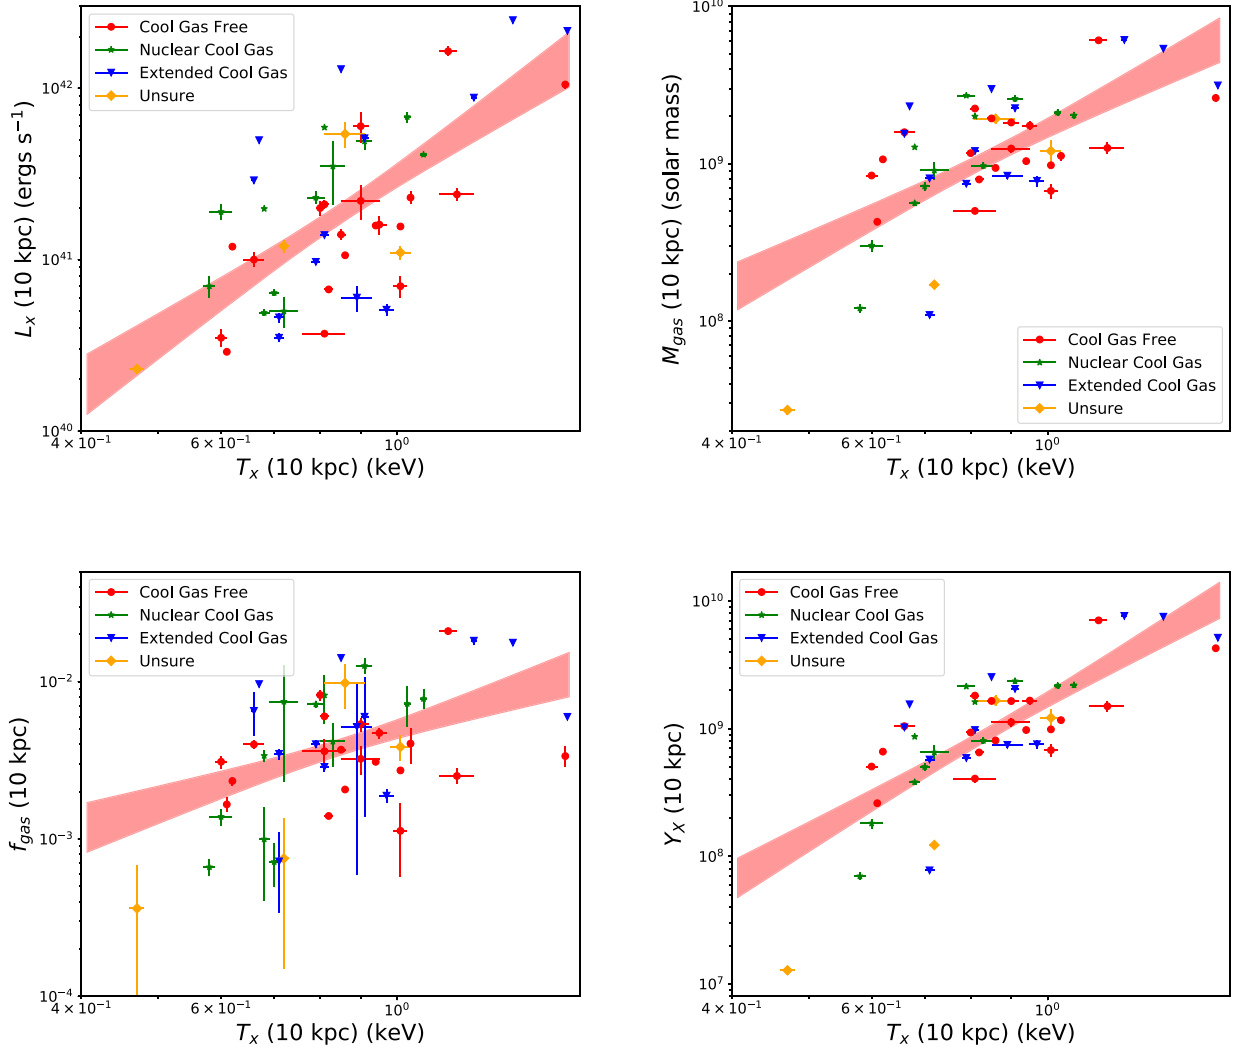 Cool Gas Free
Nuclear Cool Gas
Extended Cool Gas
Unsure
10^42
10^41
10^40
4 × 10^−1
6 × 10^−1
10^0
L_x (10 kpc) (ergs s^−1)
T_x (10 kpc) (keV)
10^10
10^9
10^8
M_gas (10 kpc) (solar mass)
Cool Gas Free
Nuclear Cool Gas
Extended Cool Gas
Unsure
4 × 10^−1
6 × 10^−1
10^0
T_x (10 kpc) (keV)
Cool Gas Free
Nuclear Cool Gas
Extended Cool Gas
Unsure
10^−2
10^−3
10^−4
f_gas (10 kpc)
4 × 10^−1
6 × 10^−1
10^0
T_x (10 kpc) (keV)
Cool Gas Free
Nuclear Cool Gas
Extended Cool Gas
Unsure
10^10
10^9
10^8
10^7
Y_X (10 kpc)
4 × 10^−1
6 × 10^−1
10^0
T_x (10 kpc) (keV)